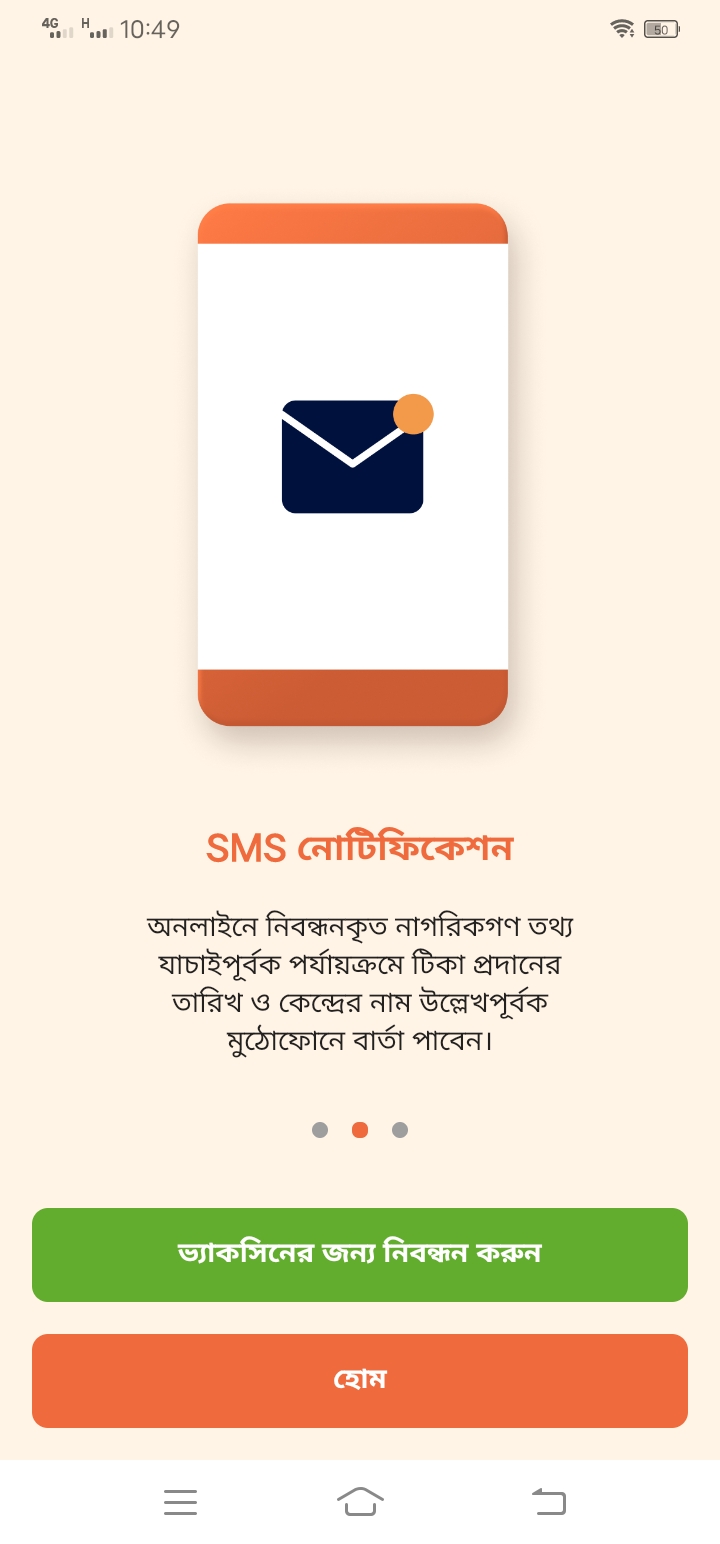 4G H 10:49 50
SMS নোটিফিকেশন
অনলাইনে নিবন্ধনকৃত নাগরিকগণ তথ্য
যাচাইপূর্বক পর্যায়ক্রমে টিকা প্রদানের
তারিখ ও কেন্দ্রের নাম উল্লেখপূর্বক
মুঠোফোনে বার্তা পাবেন।
ভ্যাকসিনের জন্য নিবন্ধন করুন
হোম